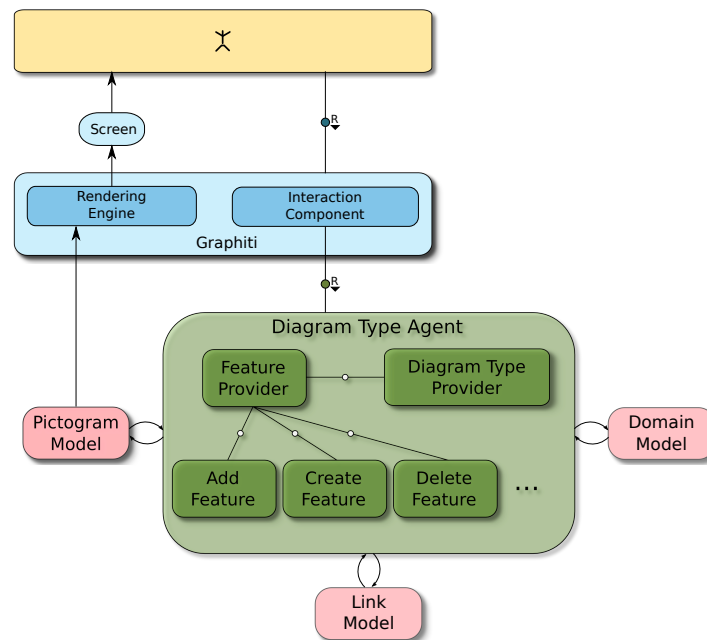 Screen
R
Rendering
Engine
Interaction
Component
Graphiti
R
Diagram Type Agent
Feature
Provider
Diagram Type
Provider
Pictogram
Model
Domain
Model
Add
Feature
Create
Feature
Delete
Feature
...
Link
Model